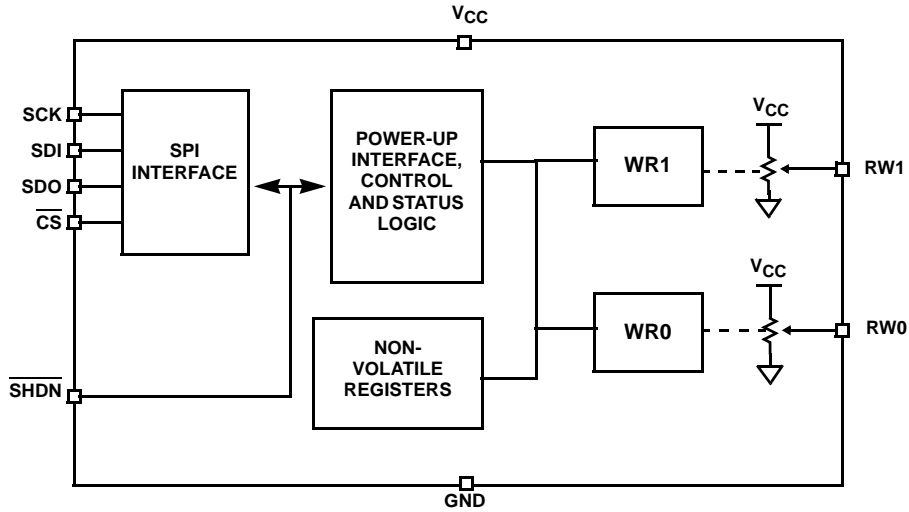 VCC
SCK
SDI
SDO
CS
SHDN
SPI
INTERFACE
POWER-UP
INTERFACE,
CONTROL
AND STATUS
LOGIC
NON-
VOLATILE
REGISTERS
WR1
VCC
RW1
WR0
VCC
RW0
GND